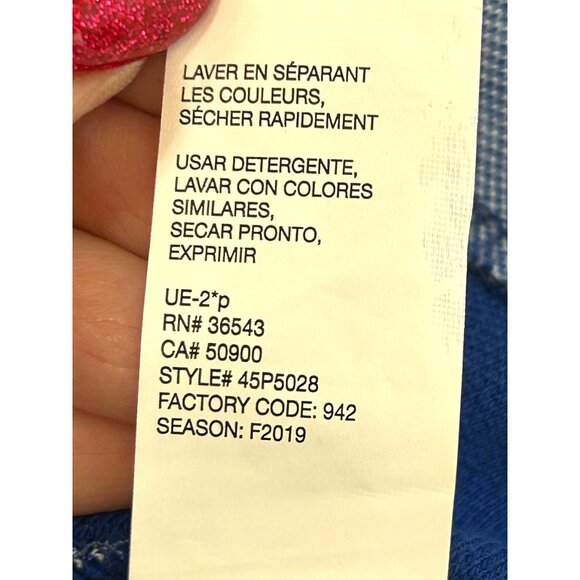 LAVER EN SÉPARANT
LES COULEURS,
SÉCHER RAPIDEMENT
USAR DETERGENTE,
LAVAR CON COLORES
SIMILARES,
SECAR PRONTO,
EXPRIMIR
UE-2*p
RN# 36543
CA# 50900
STYLE# 45P5028
FACTORY CODE: 942
SEASON: F2019